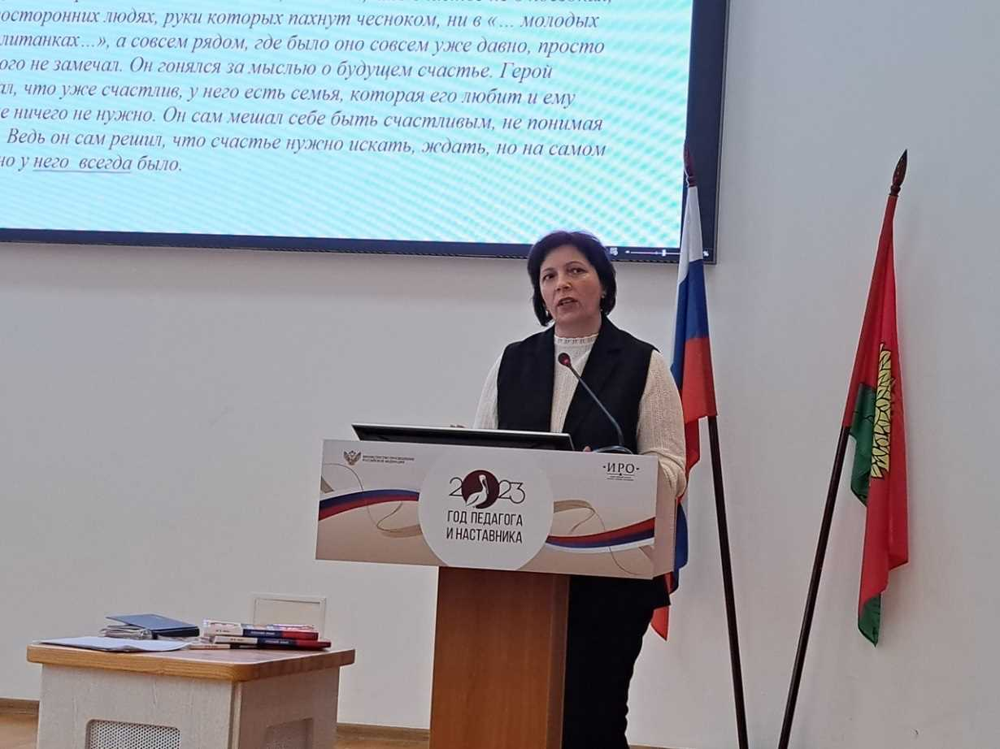 осторонних людях, руки которых пахнут чесноком, ни в «… молодых
литанках…», а совсем рядом, где было оно совсем уже давно, просто
ого не замечал. Он гонялся за мыслью о будущем счастье. Герой
ал, что уже счастлив, у него есть семья, которая его любит и ему
е ничего не нужно. Он сам мешал себе быть счастливым, не понимая
Ведь он сам решил, что счастье нужно искать, ждать, но на самом
но у него всегда было.
МИНИСТЕРСТВО ПРОСВЕЩЕНИЯ
РОССИЙСКОЙ ФЕДЕРАЦИИ
•ИРО•
2023
ГОД ПЕДАГОГА
И НАСТАВНИКА